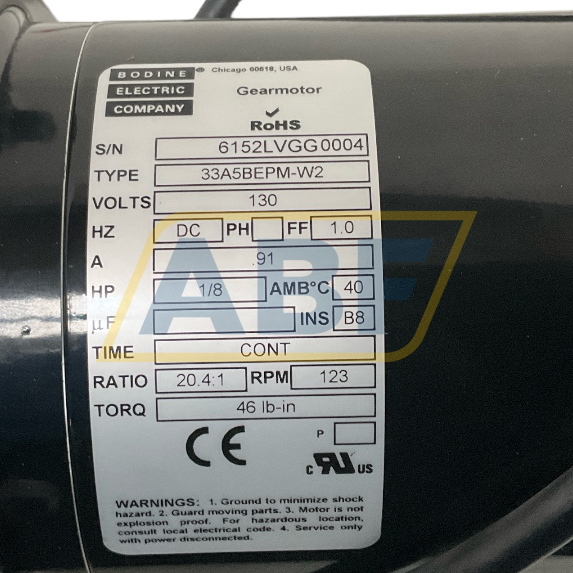 BODINE ® Chicago 60618, USA
ELECTRIC
COMPANY
Gearmotor
RoHS
S/N 6152LVGG0004
TYPE 33A5BEPM-W2
VOLTS 130
HZ DC PH FF 1.0
A .91
HP 1/8 AMB°C 40
µF INS B8
TIME CONT
RATIO 20.4:1 RPM 123
TORQ 46 lb-in
P
CE
c RU US
WARNINGS: 1. Ground to minimize shock
hazard. 2. Guard moving parts. 3. Motor is not
explosion proof. For hazardous location,
consult local electrical code. 4. Service only
with power disconnected.
ABF